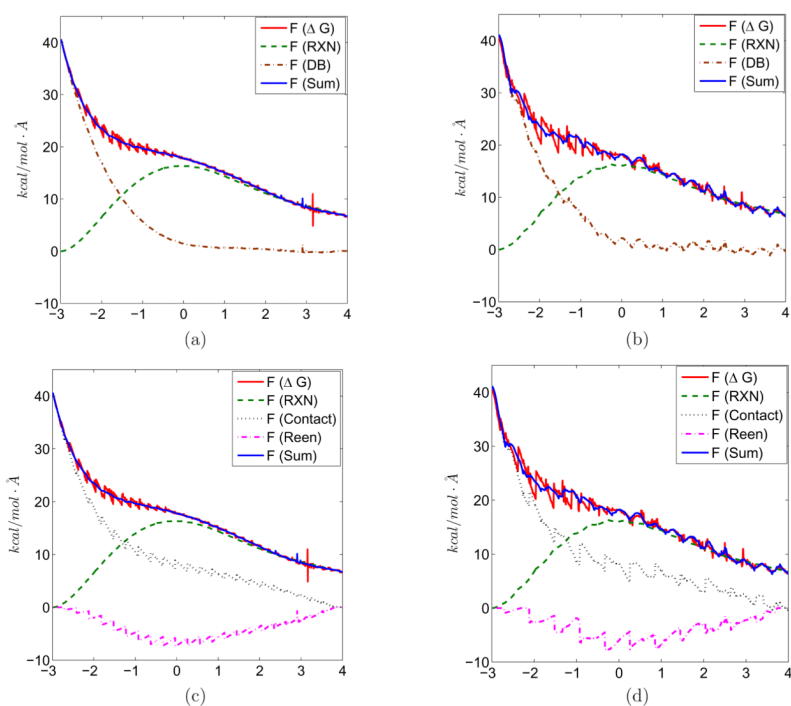 F (Δ G)
F (RXN)
F (DB)
F (Sum)
kcal/mol · Å
40
30
20
10
0
−10
−3 −2 −1 0 1 2 3 4
(a)
F (Δ G)
F (RXN)
F (DB)
F (Sum)
kcal/mol · Å
40
30
20
10
0
−10
−3 −2 −1 0 1 2 3 4
(b)
F (Δ G)
F (RXN)
F (Contact)
F (Reen)
F (Sum)
kcal/mol · Å
40
30
20
10
0
−10
−3 −2 −1 0 1 2 3 4
(c)
F (Δ G)
F (RXN)
F (Contact)
F (Reen)
F (Sum)
kcal/mol · Å
40
30
20
10
0
−10
−3 −2 −1 0 1 2 3 4
(d)